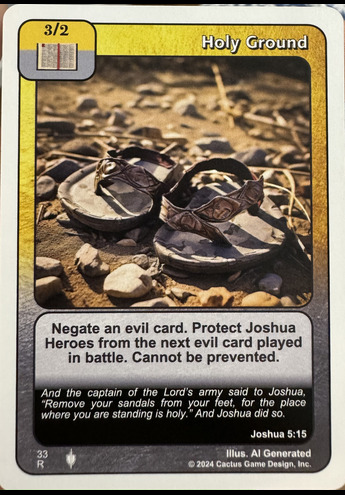 3/2
Holy Ground
Negate an evil card. Protect Joshua
Heroes from the next evil card played
in battle. Cannot be prevented.
And the captain of the Lord's army said to Joshua,
"Remove your sandals from your feet, for the place
where you are standing is holy." And Joshua did so.
Joshua 5:15
33
R
Illus. AI Generated
© 2024 Cactus Game Design, Inc.